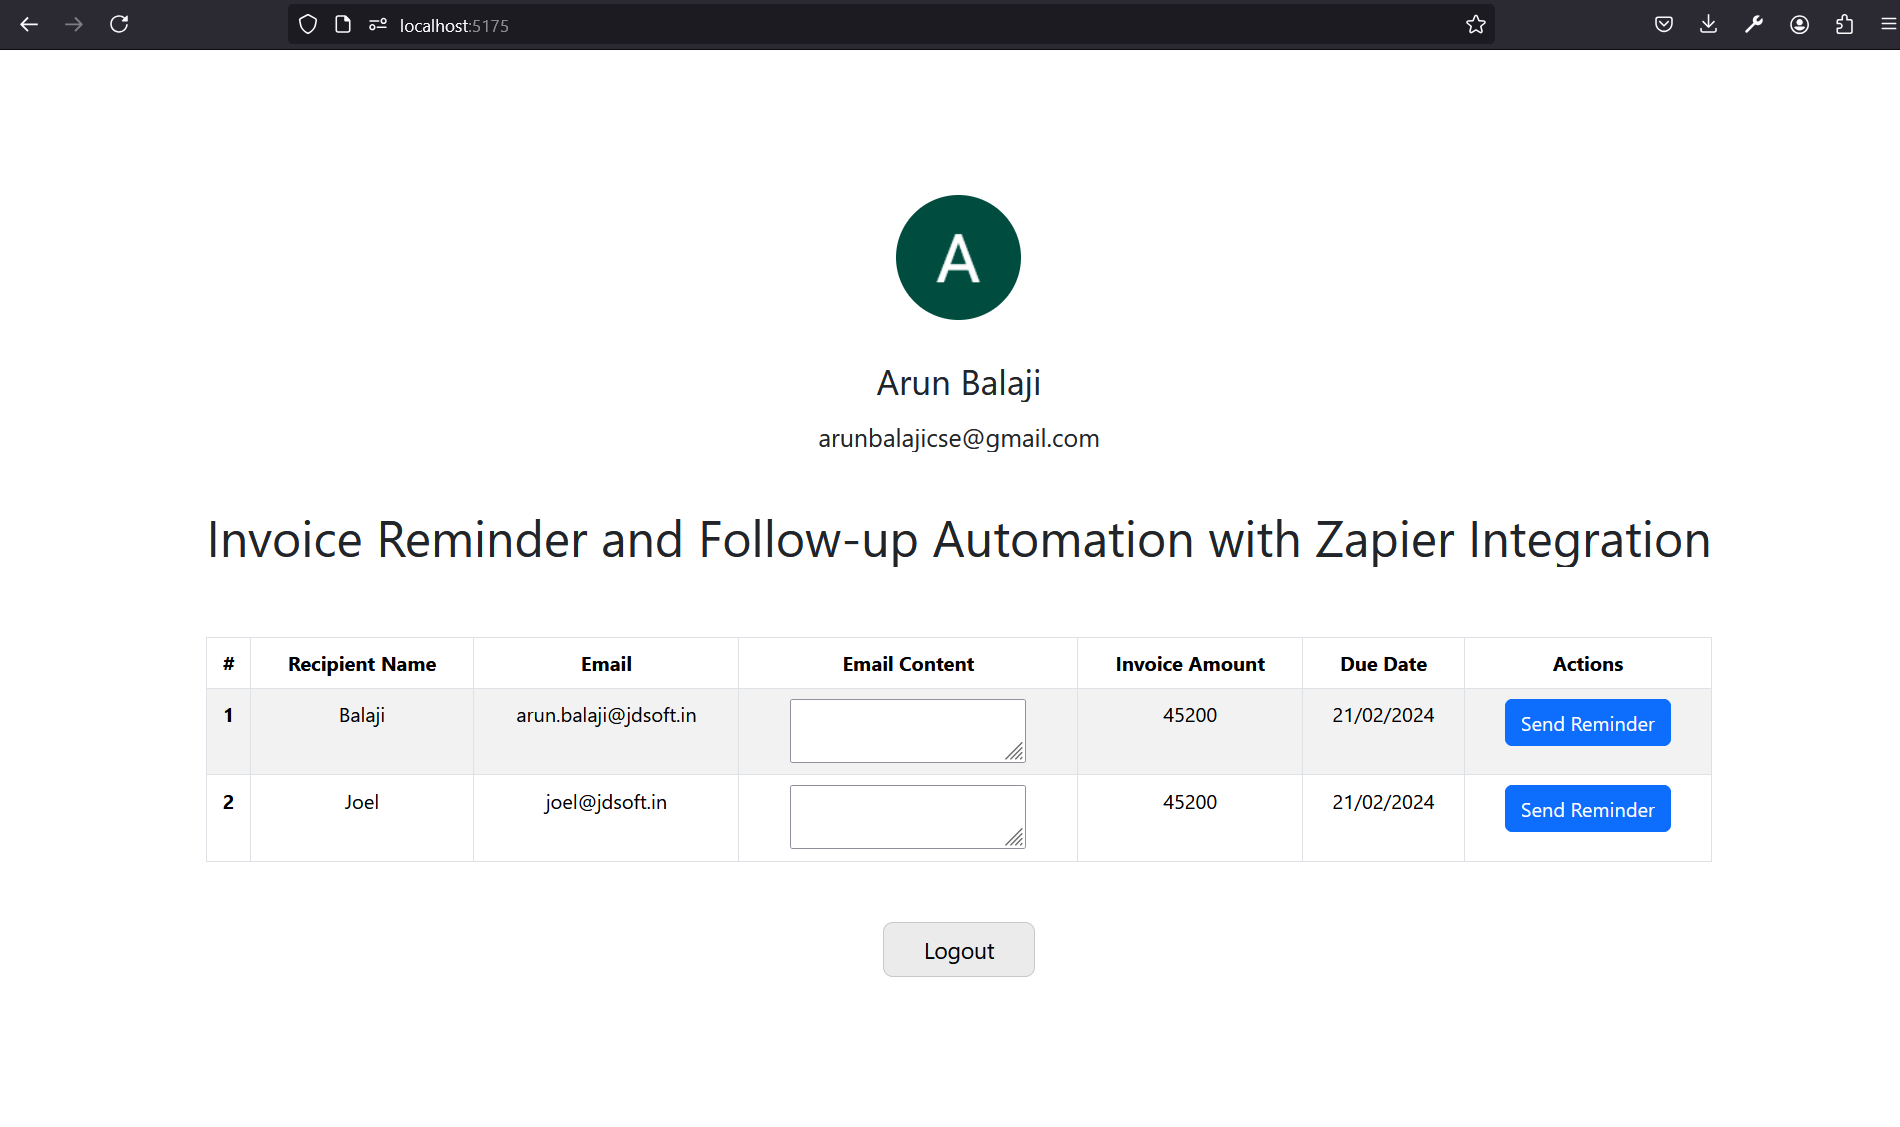 localhost:5175
A
Arun Balaji
arunbalajicse@gmail.com
Invoice Reminder and Follow-up Automation with Zapier Integration
# Recipient Name Email Email Content Invoice Amount Due Date Actions
1 Balaji arun.balaji@jdsoft.in 45200 21/02/2024 Send Reminder
2 Joel joel@jdsoft.in 45200 21/02/2024 Send Reminder
Logout